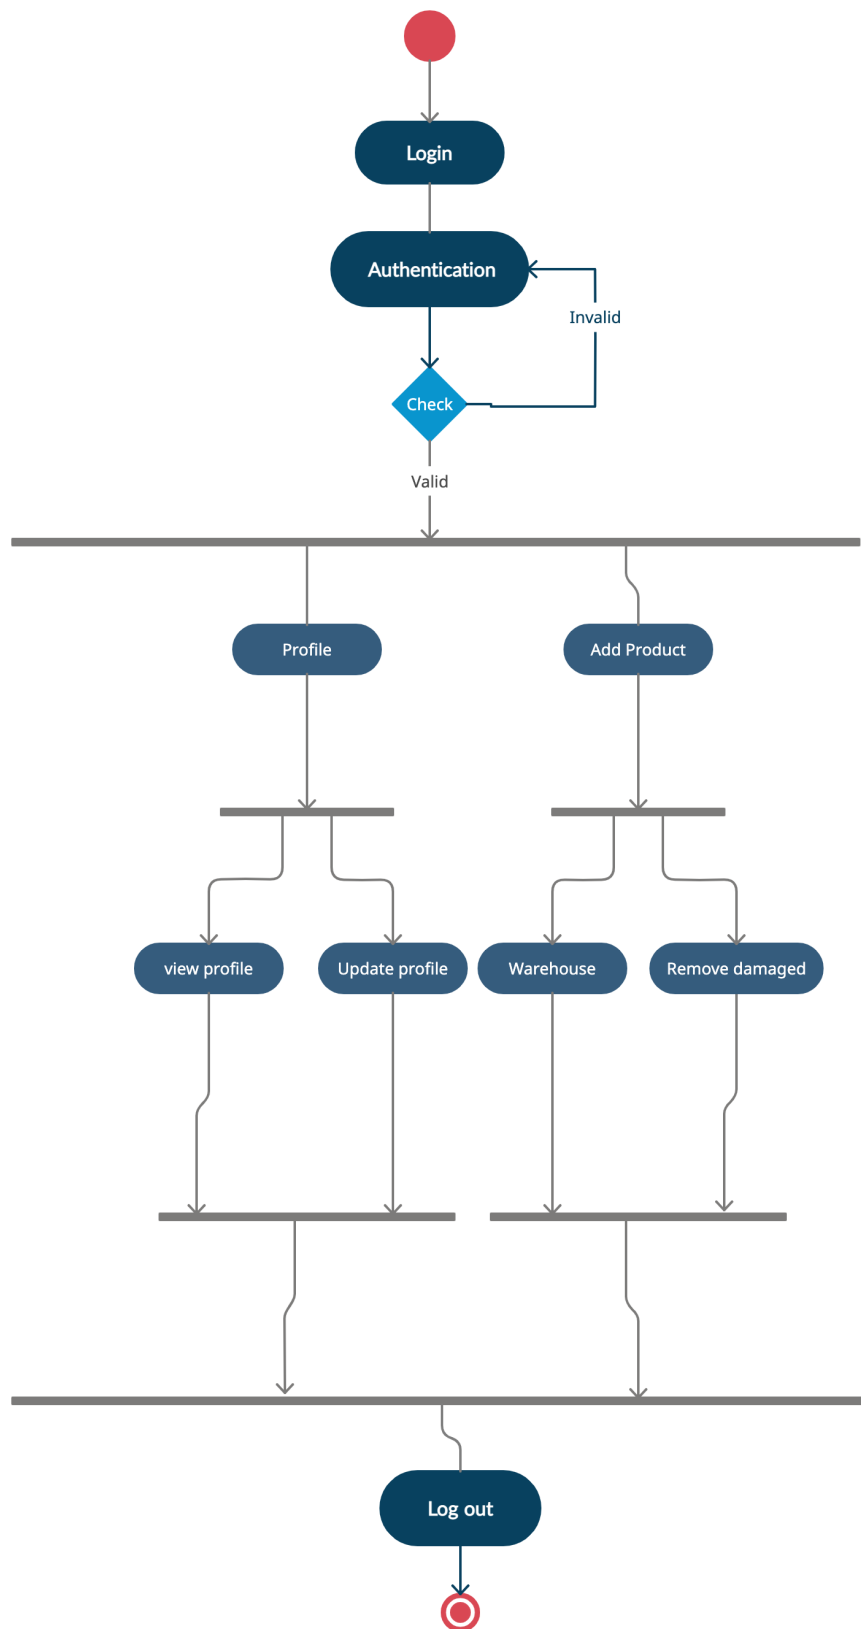 Login
Authentication
Invalid
Check
Valid
Profile
Add Product
view profile
Update profile
Warehouse
Remove damaged
Log out